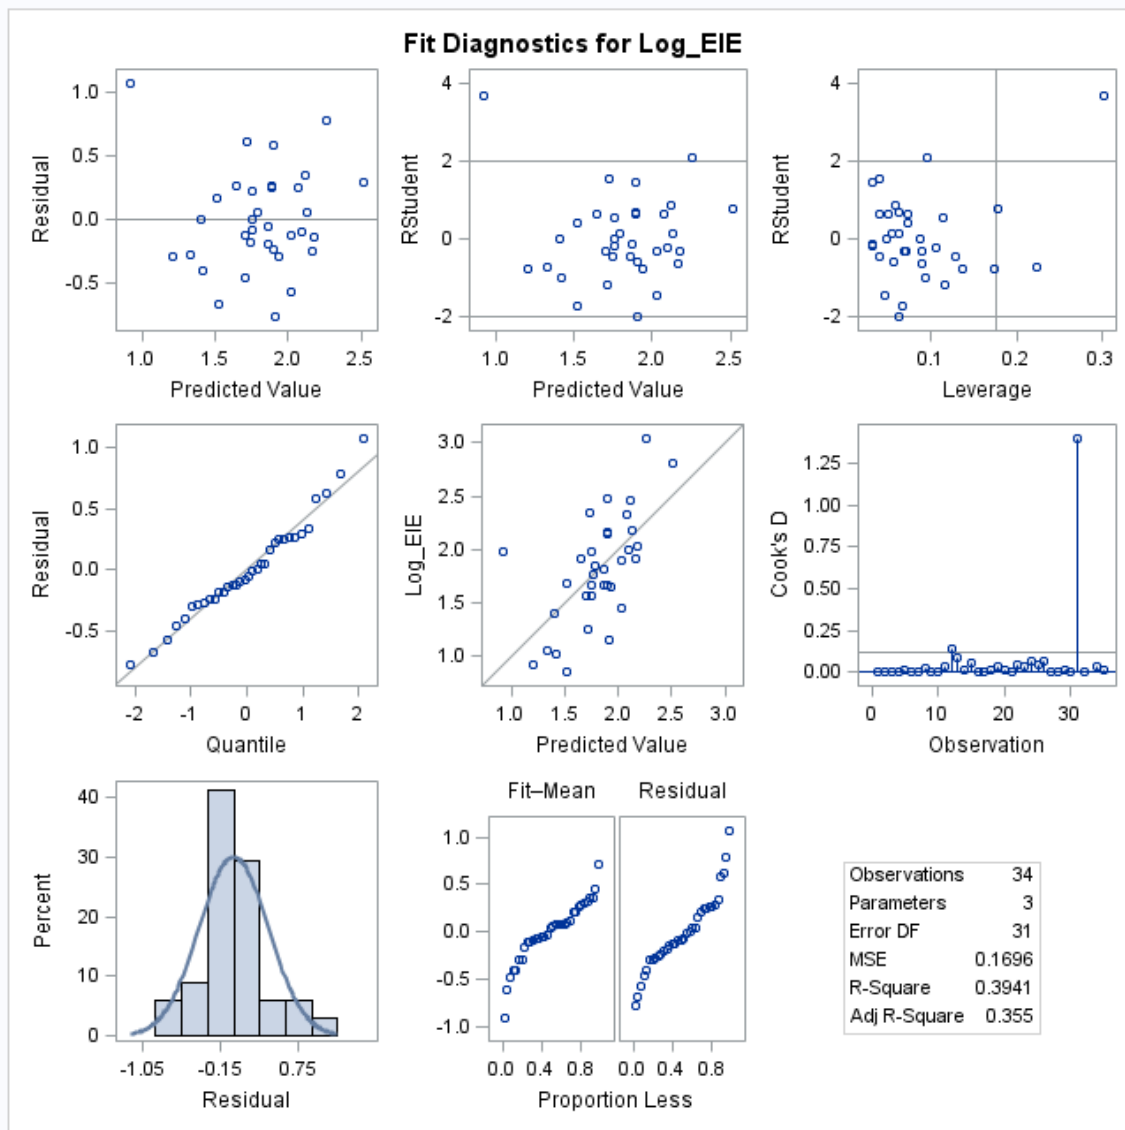 Fit Diagnostics for Log_EIE
1.0
0.5
0.0
-0.5
Residual
1.0 1.5 2.0 2.5
Predicted Value
4
2
0
-2
RStudent
1.0 1.5 2.0 2.5
Predicted Value
4
2
0
-2
RStudent
0.1 0.2 0.3
Leverage
1.0
0.5
0.0
-0.5
Residual
-2 -1 0 1 2
Quantile
3.0
2.5
2.0
1.5
1.0
Log_EIE
1.0 1.5 2.0 2.5 3.0
Predicted Value
1.25
1.00
0.75
0.50
0.25
0.00
Cook's D
0 10 20 30
Observation
40
30
20
10
0
Percent
-1.05 -0.15 0.75
Residual
Fit–Mean Residual
1.0
0.5
0.0
-0.5
-1.0
0.0 0.4 0.8 0.0 0.4 0.8
Proportion Less
Observations 34
Parameters 3
Error DF 31
MSE 0.1696
R-Square 0.3941
Adj R-Square 0.355